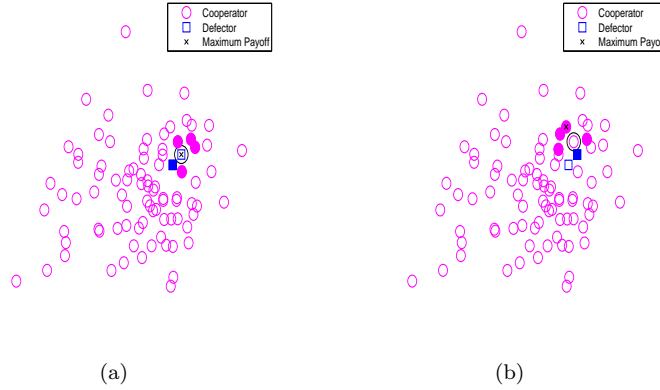 Cooperator
Defector
Maximum Payoff
Cooperator
Defector
Maximum Payo
(a)
(b)